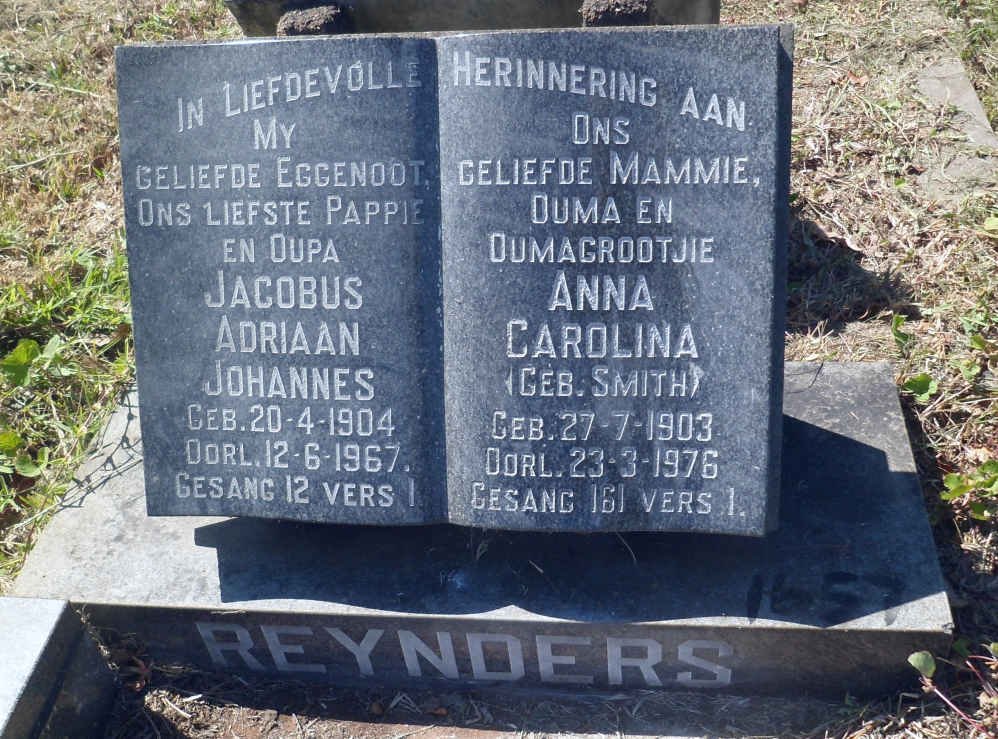 IN LIEFDEVOLLE
MY
GELIEFDE EGGENOOT,
ONS LIEFSTE PAPPIE
EN OUPA
JACOBUS
ADRIAAN
JOHANNES
GEB. 20-4-1904
OORL. 12-6-1967.
GESANG 12 VERS 1
HERINNERING AAN
ONS
GELIEFDE MAMMIE,
OUMA EN
OUMAGROOTJIE
ANNA
CAROLINA
(GEB. SMITH)
GEB. 27-7-1903
OORL. 23-3-1976
GESANG 161 VERS 1.
REYNDERS